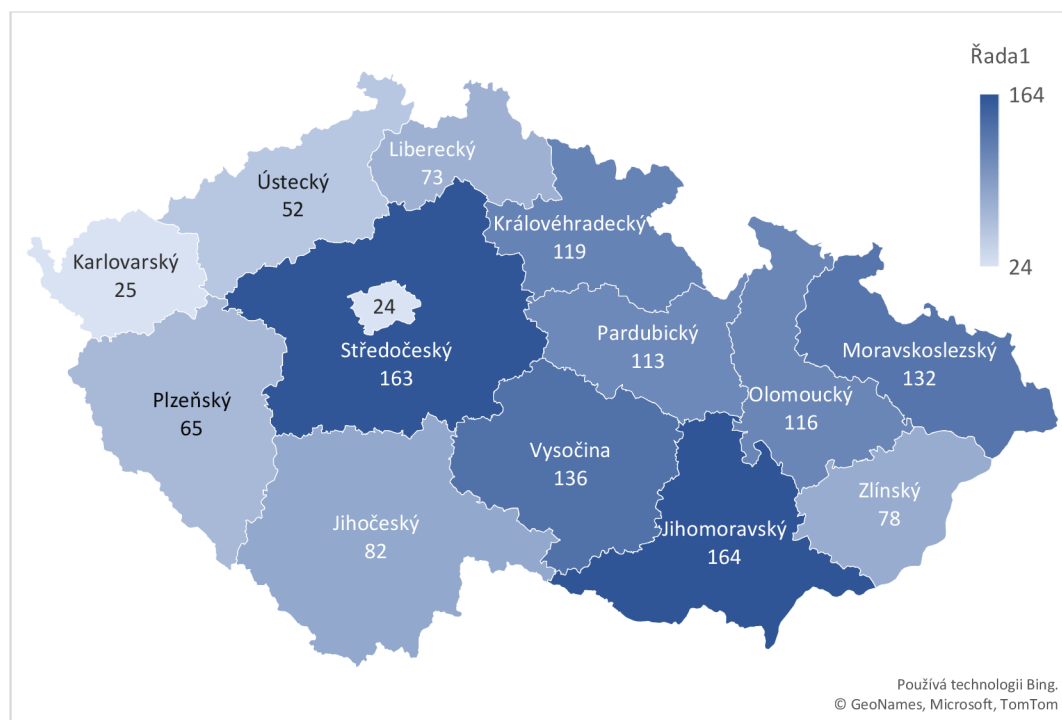 Řada1
164
24
Liberecký
73
Ústecký
52
Královéhradecký
119
Karlovarský
25
24
Středočeský
163
Pardubický
113
Moravskoslezský
132
Plzeňský
65
Olomoucký
116
Vysočina
136
Zlínský
78
Jihočeský
82
Jihomoravský
164
Používá technologii Bing.
© GeoNames, Microsoft, TomTom